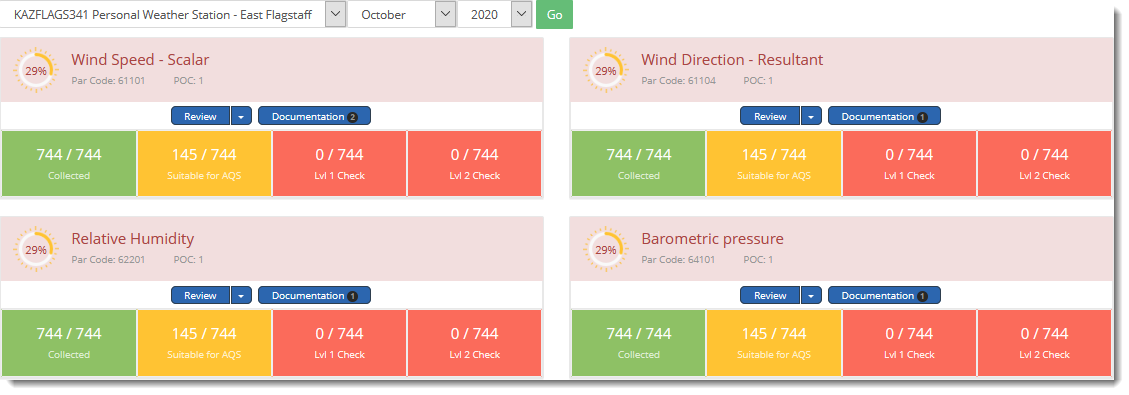 KAZFLAGS341 Personal Weather Station - East Flagstaff October 2020 Go
29% Wind Speed - Scalar
Par Code: 61101 POC: 1
Review Documentation 2
744 / 744 145 / 744 0 / 744 0 / 744
Collected Suitable for AQS Lvl 1 Check Lvl 2 Check
29% Wind Direction - Resultant
Par Code: 61104 POC: 1
Review Documentation 1
744 / 744 145 / 744 0 / 744 0 / 744
Collected Suitable for AQS Lvl 1 Check Lvl 2 Check
29% Relative Humidity
Par Code: 62201 POC: 1
Review Documentation 1
744 / 744 145 / 744 0 / 744 0 / 744
Collected Suitable for AQS Lvl 1 Check Lvl 2 Check
29% Barometric pressure
Par Code: 64101 POC: 1
Review Documentation 1
744 / 744 145 / 744 0 / 744 0 / 744
Collected Suitable for AQS Lvl 1 Check Lvl 2 Check